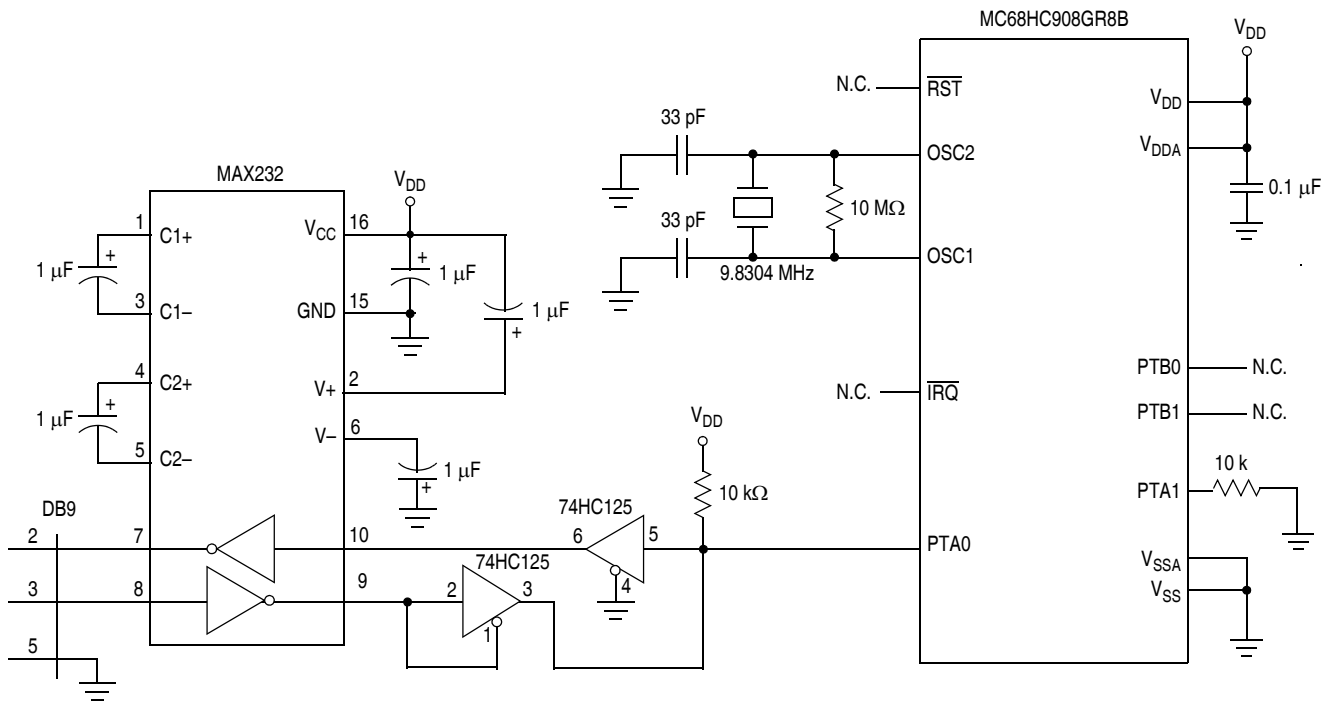 MC68HC908GR8B
VDD
N.C.
RST
VDD
33 pF
OSC2
VDDA
MAX232
VDD
0.1 µF
10 MΩ
1
C1+
VCC
16
33 pF
+
1 µF
+
1 µF
OSC1
9.8304 MHz
3
C1–
GND
15
1 µF
+
4
C2+
V+
2
PTB0
N.C.
N.C.
IRQ
+
1 µF
VDD
PTB1
N.C.
V–
6
5
C2–
1 µF
+
10 k
10 kΩ
PTA1
DB9
74HC125
2
7
10
6
5
PTA0
74HC125
4
VSSA
3
8
9
2
3
VSS
1
5